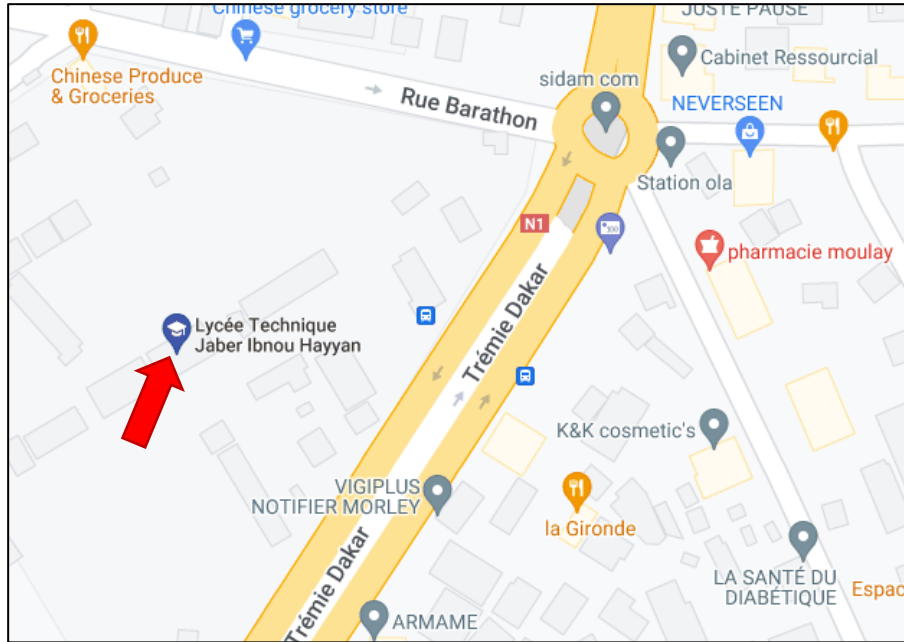 Chinese grocery store
JUSTE PAUSE
Chinese Produce
& Groceries
sidam com
Cabinet Ressourcial
Rue Barathon
NEVERSEEN
Station ola
N1
pharmacie moulay
Lycée Technique
Jaber Ibnou Hayyan
Trémie Dakar
K&K cosmetic's
VIGIPLUS
NOTIFIER MORLEY
la Gironde
LA SANTÉ DU
DIABÉTIQUE
Espac
Trémie Dakar
ARMAME